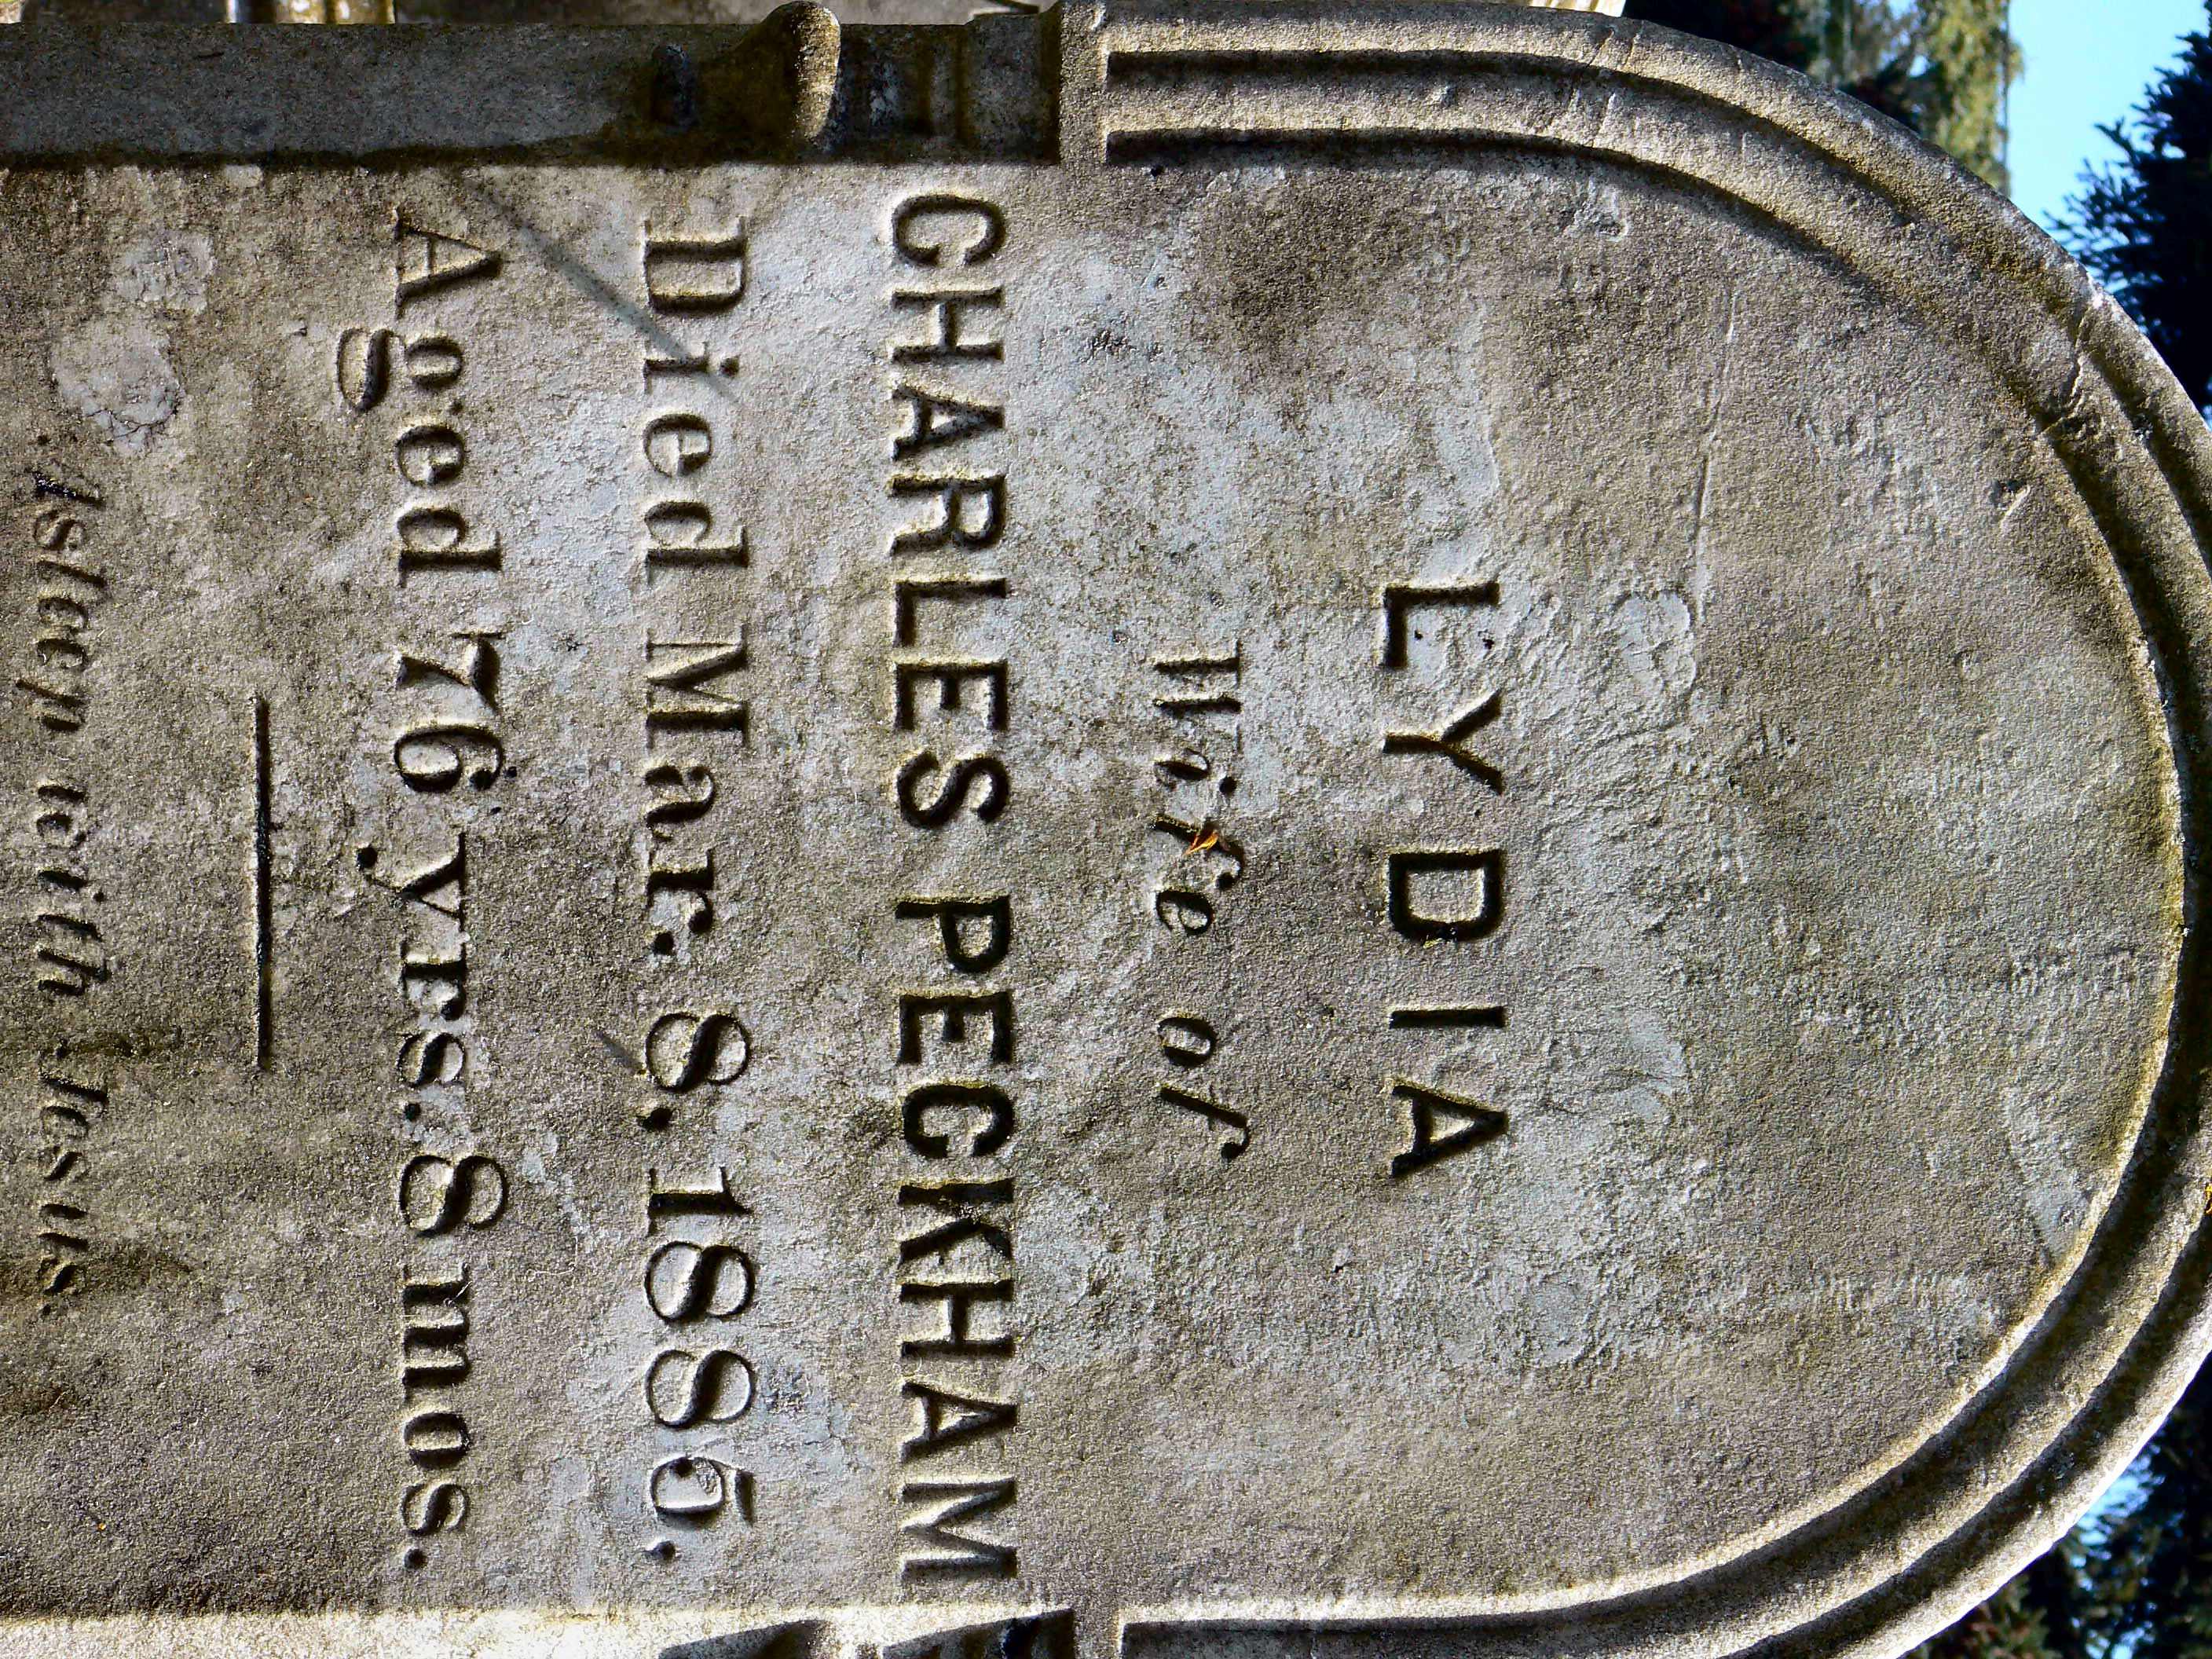 LYDIA
Wife of
CHARLES PECKHAM
Died Mar. 8, 1885.
Aged 76 yrs. 8 mos.
Asleep with Jesus.